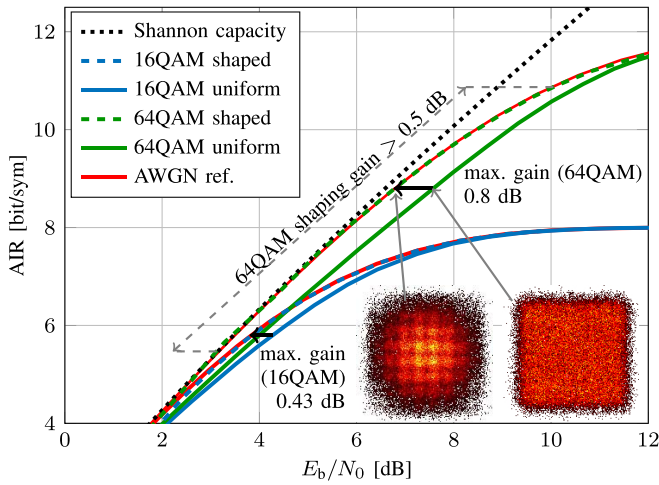 Shannon capacity
16QAM shaped
16QAM uniform
64QAM shaped
64QAM uniform
AWGN ref.
64QAM shaping gain ≥ 0.5 dB
max. gain (64QAM)
0.8 dB
max. gain
(16QAM)
0.43 dB
AIR [bit/sym]
12
10
8
6
4
0
2
4
6
8
10
12
E_b/N_0 [dB]